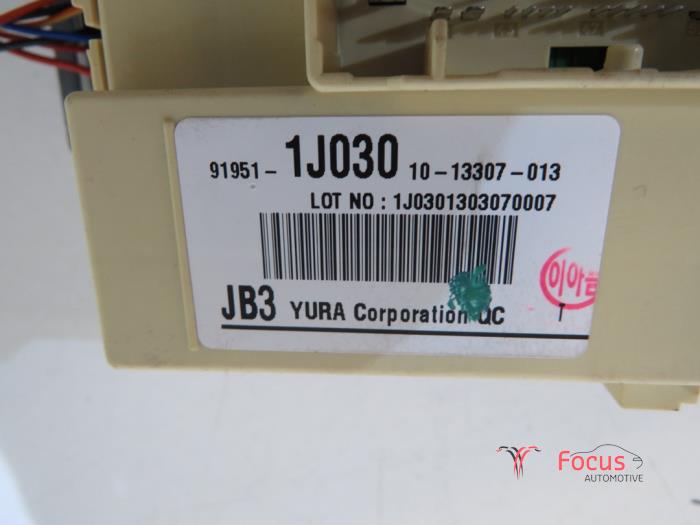 91951- 1J030 10-13307-013
LOT NO : 1J0301303070007
JB3 YURA Corporation QC
Focus
AUTOMOTIVE